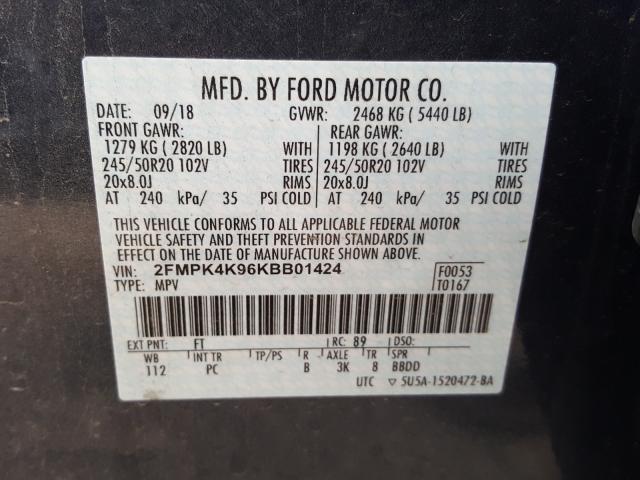 MFD. BY FORD MOTOR CO.
DATE: 09/18 GVWR: 2468 KG ( 5440 LB)
FRONT GAWR: REAR GAWR:
1279 KG ( 2820 LB) WITH 1198 KG ( 2640 LB) WITH
245/50R20 102V TIRES 245/50R20 102V TIRES
20x8.0J RIMS 20x8.0J RIMS
AT 240 kPa/ 35 PSI COLD AT 240 kPa/ 35 PSI COLD
THIS VEHICLE CONFORMS TO ALL APPLICABLE FEDERAL MOTOR
VEHICLE SAFETY AND THEFT PREVENTION STANDARDS IN
EFFECT ON THE DATE OF MANUFACTURE SHOWN ABOVE.
VIN: 2FMPK4K96KBB01424 F0053
TYPE: MPV T0167
EXT PNT: FT RC: 89 DSO:
WB INT TR TP/PS R AXLE TR SPR
112 PC B 3K 8 BBDD
UTC ▽ 5U5A-1520472-BA